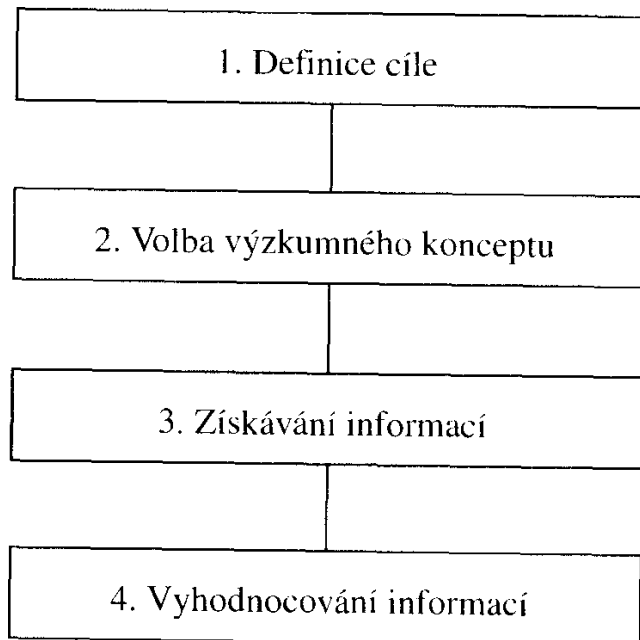 1. Definice cíle
2. Volba výzkumného konceptu
3. Získávání informací
4. Vyhodnocování informací